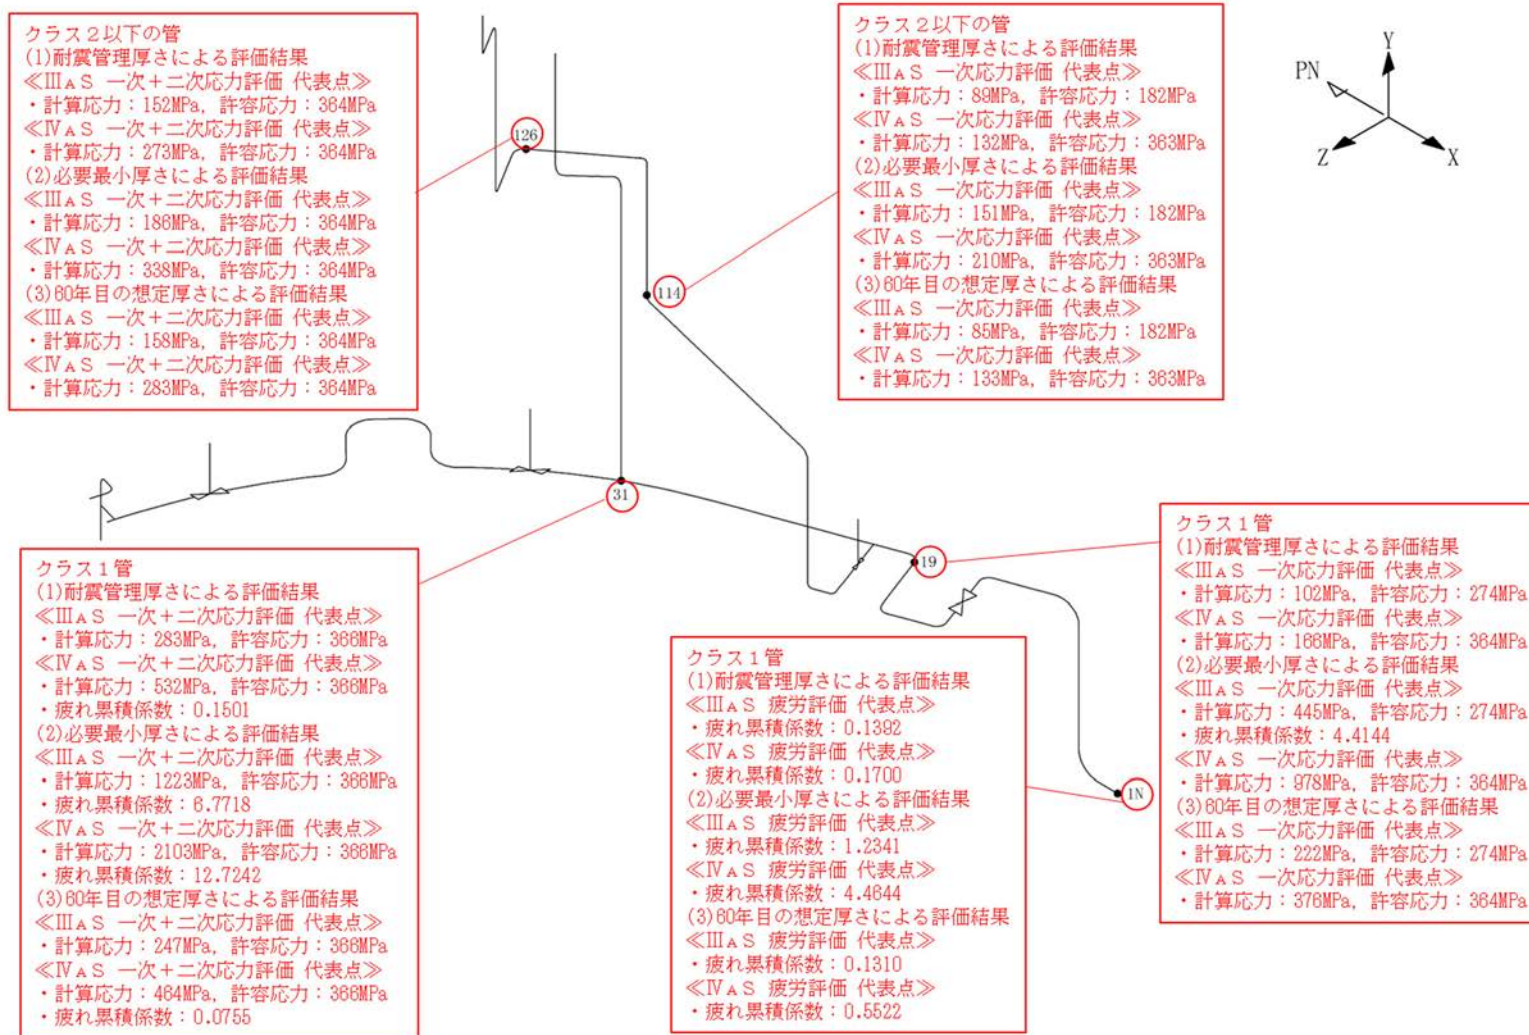 クラス2以下の管
(1)耐震管理厚さによる評価結果
≪ⅢAS 一次+二次応力評価 代表点≫
・計算応力:152MPa, 許容応力:364MPa
≪ⅣAS 一次+二次応力評価 代表点≫
・計算応力:273MPa, 許容応力:364MPa
(2)必要最小厚さによる評価結果
≪ⅢAS 一次+二次応力評価 代表点≫
・計算応力:186MPa, 許容応力:364MPa
≪ⅣAS 一次+二次応力評価 代表点≫
・計算応力:338MPa, 許容応力:364MPa
(3)60年目の想定厚さによる評価結果
≪ⅢAS 一次+二次応力評価 代表点≫
・計算応力:158MPa, 許容応力:364MPa
≪ⅣAS 一次+二次応力評価 代表点≫
・計算応力:283MPa, 許容応力:364MPa
クラス2以下の管
(1)耐震管理厚さによる評価結果
≪ⅢAS 一次応力評価 代表点≫
・計算応力:89MPa, 許容応力:182MPa
≪ⅣAS 一次応力評価 代表点≫
・計算応力:132MPa, 許容応力:363MPa
(2)必要最小厚さによる評価結果
≪ⅢAS 一次応力評価 代表点≫
・計算応力:151MPa, 許容応力:182MPa
≪ⅣAS 一次応力評価 代表点≫
・計算応力:210MPa, 許容応力:363MPa
(3)60年目の想定厚さによる評価結果
≪ⅢAS 一次応力評価 代表点≫
・計算応力:85MPa, 許容応力:182MPa
≪ⅣAS 一次応力評価 代表点≫
・計算応力:133MPa, 許容応力:363MPa
PN
Y
Z
X
126
114
31
19
1N
クラス1管
(1)耐震管理厚さによる評価結果
≪ⅢAS 一次+二次応力評価 代表点≫
・計算応力:283MPa, 許容応力:366MPa
≪ⅣAS 一次+二次応力評価 代表点≫
・計算応力:532MPa, 許容応力:366MPa
・疲れ累積係数:0.1501
(2)必要最小厚さによる評価結果
≪ⅢAS 一次+二次応力評価 代表点≫
・計算応力:1223MPa, 許容応力:366MPa
・疲れ累積係数:6.7718
≪ⅣAS 一次+二次応力評価 代表点≫
・計算応力:2103MPa, 許容応力:366MPa
・疲れ累積係数:12.7242
(3)60年目の想定厚さによる評価結果
≪ⅢAS 一次+二次応力評価 代表点≫
・計算応力:247MPa, 許容応力:366MPa
≪ⅣAS 一次+二次応力評価 代表点≫
・計算応力:464MPa, 許容応力:366MPa
・疲れ累積係数:0.0755
クラス1管
(1)耐震管理厚さによる評価結果
≪ⅢAS 疲労評価 代表点≫
・疲れ累積係数:0.1392
≪ⅣAS 疲労評価 代表点≫
・疲れ累積係数:0.1700
(2)必要最小厚さによる評価結果
≪ⅢAS 疲労評価 代表点≫
・疲れ累積係数:1.2341
≪ⅣAS 疲労評価 代表点≫
・疲れ累積係数:4.4644
(3)60年目の想定厚さによる評価結果
≪ⅢAS 疲労評価 代表点≫
・疲れ累積係数:0.1310
≪ⅣAS 疲労評価 代表点≫
・疲れ累積係数:0.5522
クラス1管
(1)耐震管理厚さによる評価結果
≪ⅢAS 一次応力評価 代表点≫
・計算応力:102MPa, 許容応力:274MPa
≪ⅣAS 一次応力評価 代表点≫
・計算応力:166MPa, 許容応力:364MPa
(2)必要最小厚さによる評価結果
≪ⅢAS 一次応力評価 代表点≫
・計算応力:445MPa, 許容応力:274MPa
・疲れ累積係数:4.4144
≪ⅣAS 一次応力評価 代表点≫
・計算応力:978MPa, 許容応力:364MPa
(3)60年目の想定厚さによる評価結果
≪ⅢAS 一次応力評価 代表点≫
・計算応力:222MPa, 許容応力:274MPa
≪ⅣAS 一次応力評価 代表点≫
・計算応力:376MPa, 許容応力:364MPa